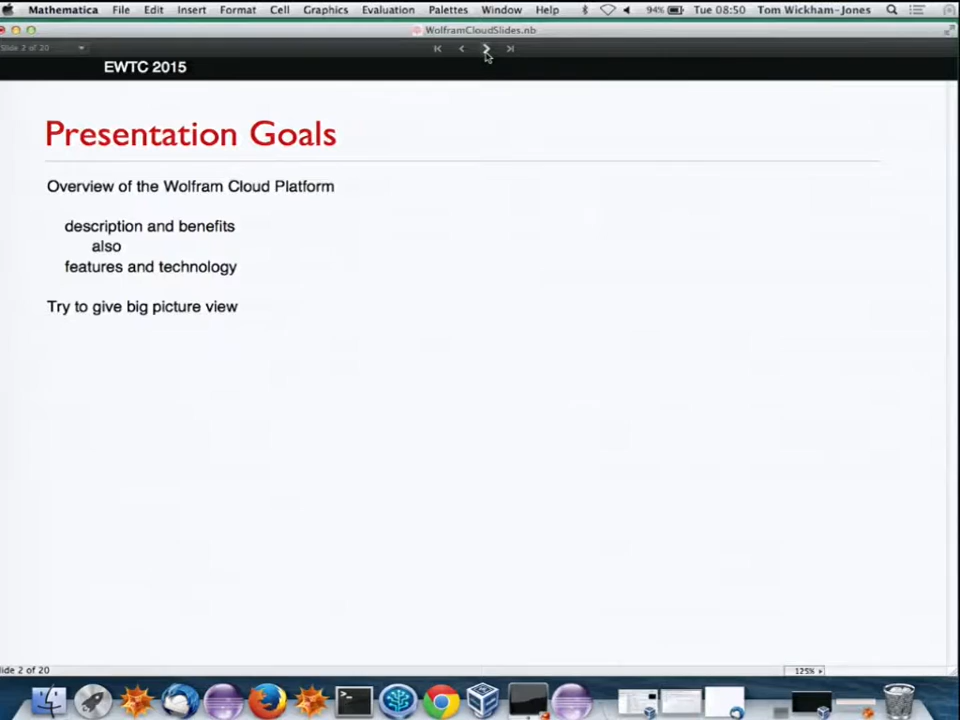 Mathematica File Edit Insert Format Cell Graphics Evaluation Palettes Window Help 94% Tue 08:50 Tom Wickham-Jones
WolframCloudSlides.nb
Slide 2 of 20
EWTC 2015
Presentation Goals
Overview of the Wolfram Cloud Platform
description and benefits
also
features and technology
Try to give big picture view
lide 2 of 20 125%